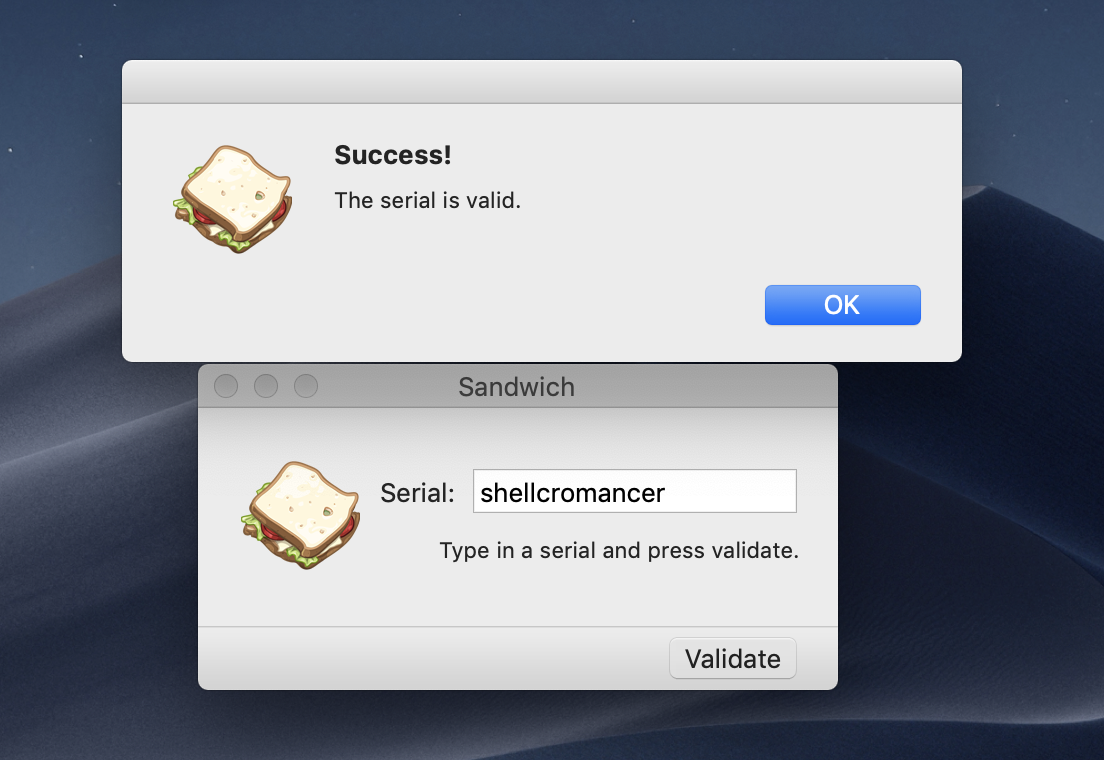 Success!
The serial is valid.
OK
Sandwich
Serial: shellcromancer
Type in a serial and press validate.
Validate